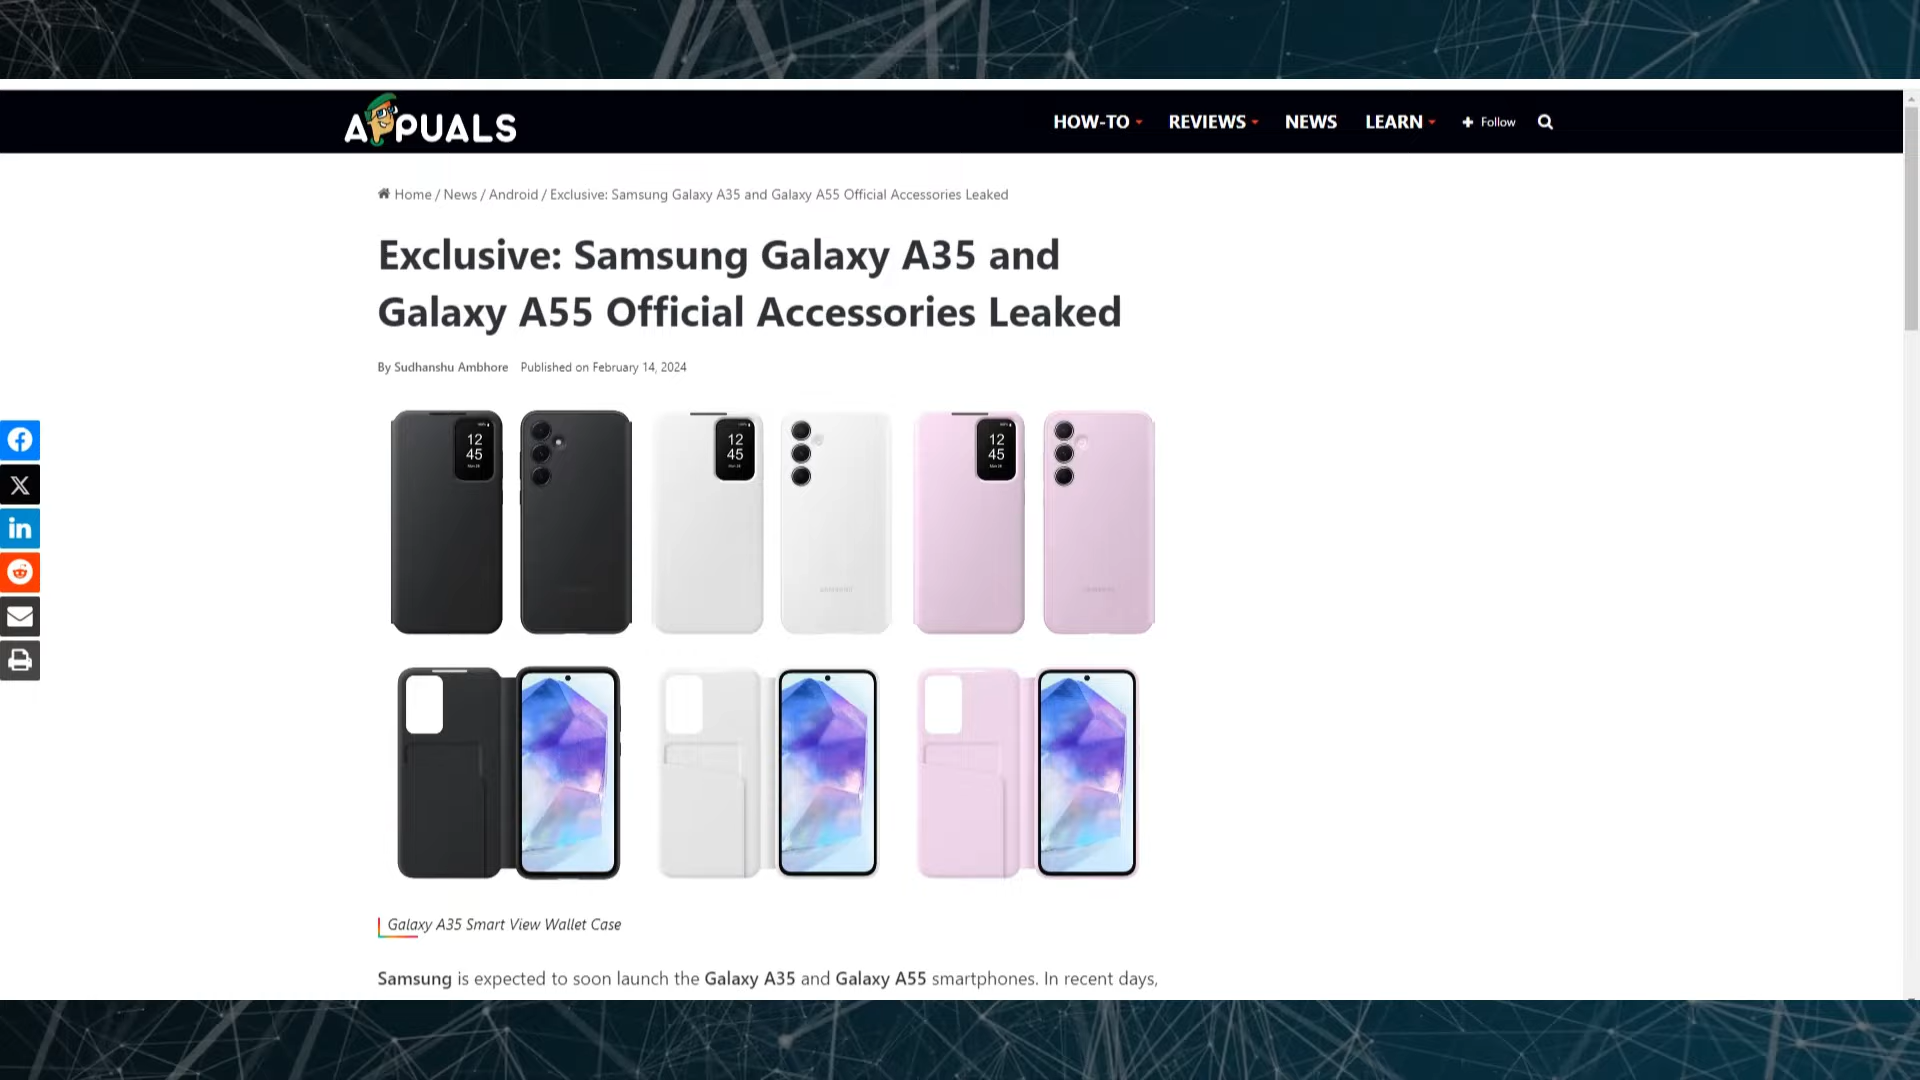 APPUALS
HOW-TO REVIEWS NEWS LEARN + Follow
Home / News / Android / Exclusive: Samsung Galaxy A35 and Galaxy A55 Official Accessories Leaked
Exclusive: Samsung Galaxy A35 and
Galaxy A55 Official Accessories Leaked
By Sudhanshu Ambhore Published on February 14, 2024
12
45
12
45
12
45
SAMSUNG
SAMSUNG
Galaxy A35 Smart View Wallet Case
Samsung is expected to soon launch the Galaxy A35 and Galaxy A55 smartphones. In recent days,